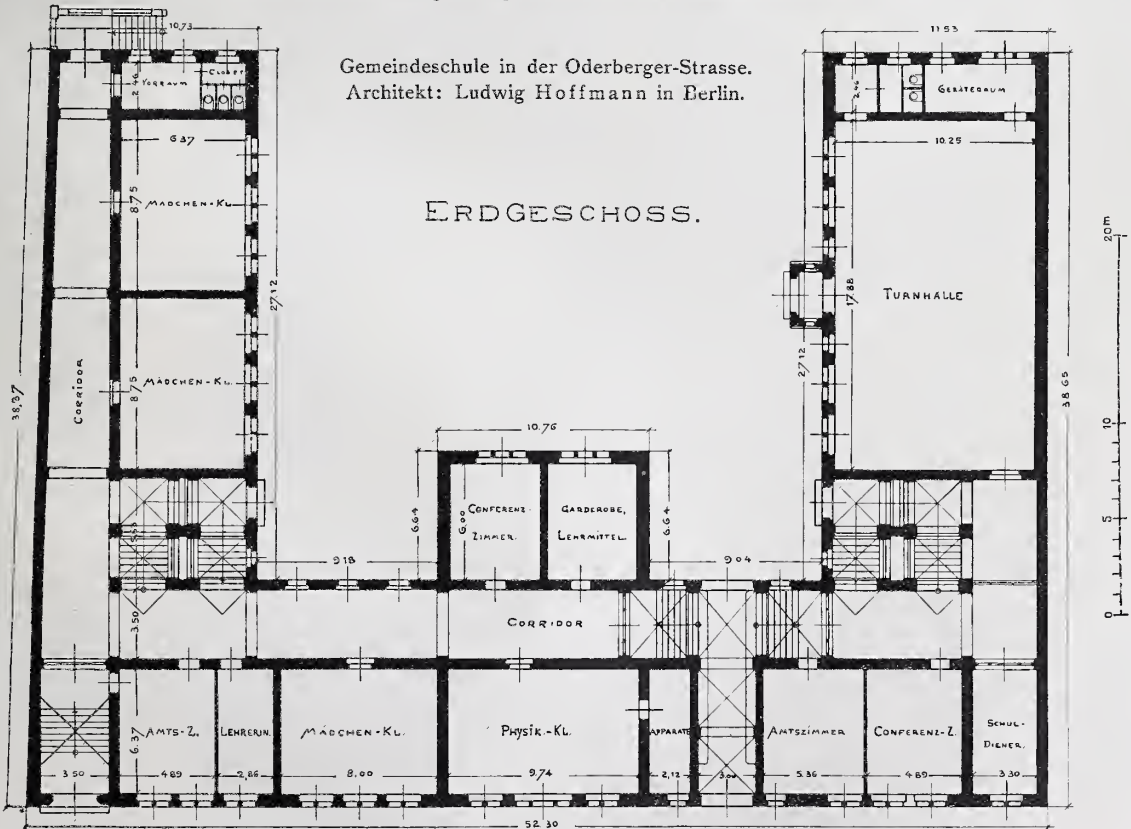 10,73
11 53
Gemeindeschule in der Oderberger-Strasse.
Architekt: Ludwig Hoffmann in Berlin.
VORRAUM
CLOSET
2,46
2,46
GERÄTERAUM
6 37
10.25
ERDGESCHOSS.
MÄDCHEN-KL.
8,75
27,12
20 m
TURNHALLE
17.88
27,12
38,37
CORRIDOR
MÄDCHEN-KL.
8,75
38 65
10
10.76
6.64
6.00
CONFERENZ-
ZIMMER.
GARDEROBE,
LEHRMITTEL.
6.64
5
9 18
9 04
0
3.50
CORRIDOR
AMTS-Z.
LEHRERIN.
MÄDCHEN-KL.
PHYSIK.-KL.
APPARATE
AMTSZIMMER
CONFERENZ-Z.
SCHUL-
DIENER.
6.37
3 50
4 89
2,86
8,00
9,74
2,12
3,00
5,36
4 89
3 30
52 30